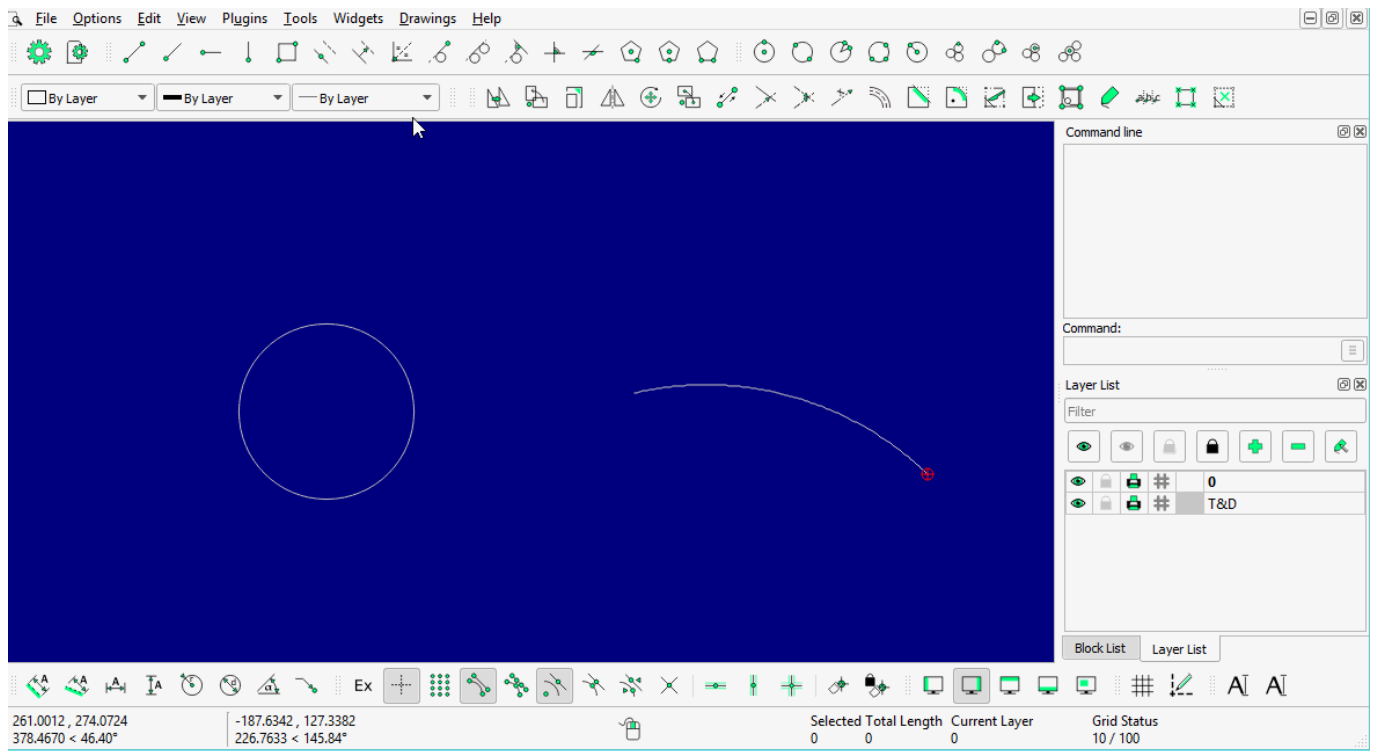 File Options Edit View Plugins Tools Widgets Drawings Help
By Layer By Layer By Layer
Command line
Command:
Layer List
Filter
0
T&D
Block List Layer List
Ex
261.0012 , 274.0724
378.4670 < 46.40°
-187.6342 , 127.3382
226.7633 < 145.84°
Selected Total Length Current Layer Grid Status
0 0 0 10 / 100